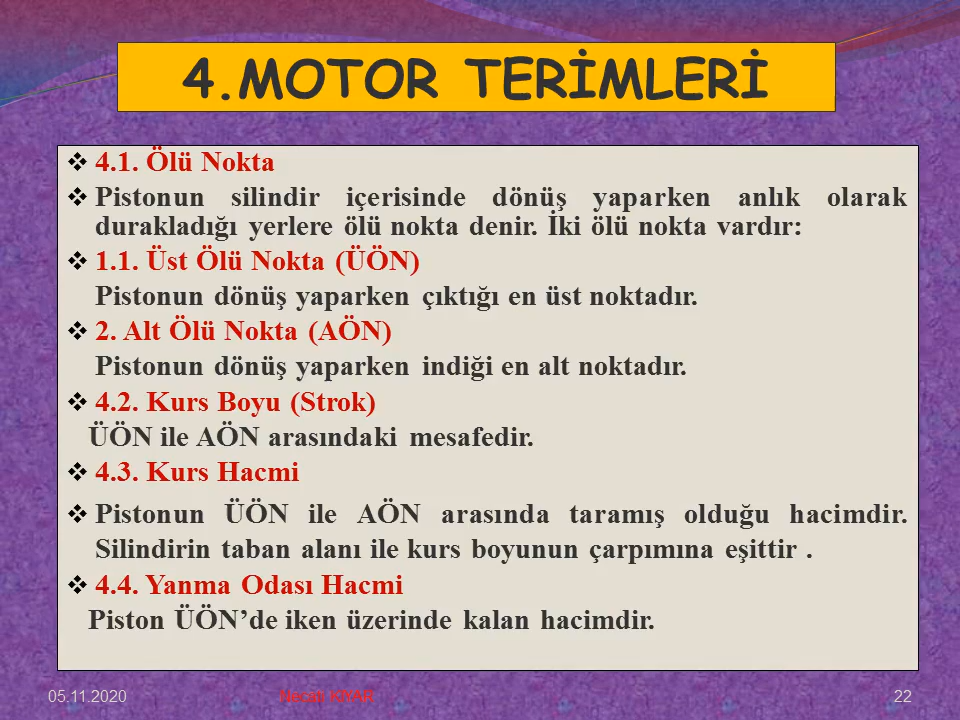 4.MOTOR TERİMLERİ
❖ 4.1. Ölü Nokta
❖ Pistonun silindir içerisinde dönüş yaparken anlık olarak
durakladığı yerlere ölü nokta denir. İki ölü nokta vardır:
❖ 1.1. Üst Ölü Nokta (ÜÖN)
Pistonun dönüş yaparken çıktığı en üst noktadır.
❖ 2. Alt Ölü Nokta (AÖN)
Pistonun dönüş yaparken indiği en alt noktadır.
❖ 4.2. Kurs Boyu (Strok)
ÜÖN ile AÖN arasındaki mesafedir.
❖ 4.3. Kurs Hacmi
❖ Pistonun ÜÖN ile AÖN arasında taramış olduğu hacimdir.
Silindirin taban alanı ile kurs boyunun çarpımına eşittir .
❖ 4.4. Yanma Odası Hacmi
Piston ÜÖN’de iken üzerinde kalan hacimdir.
05.11.2020 Necati KIYAR 22